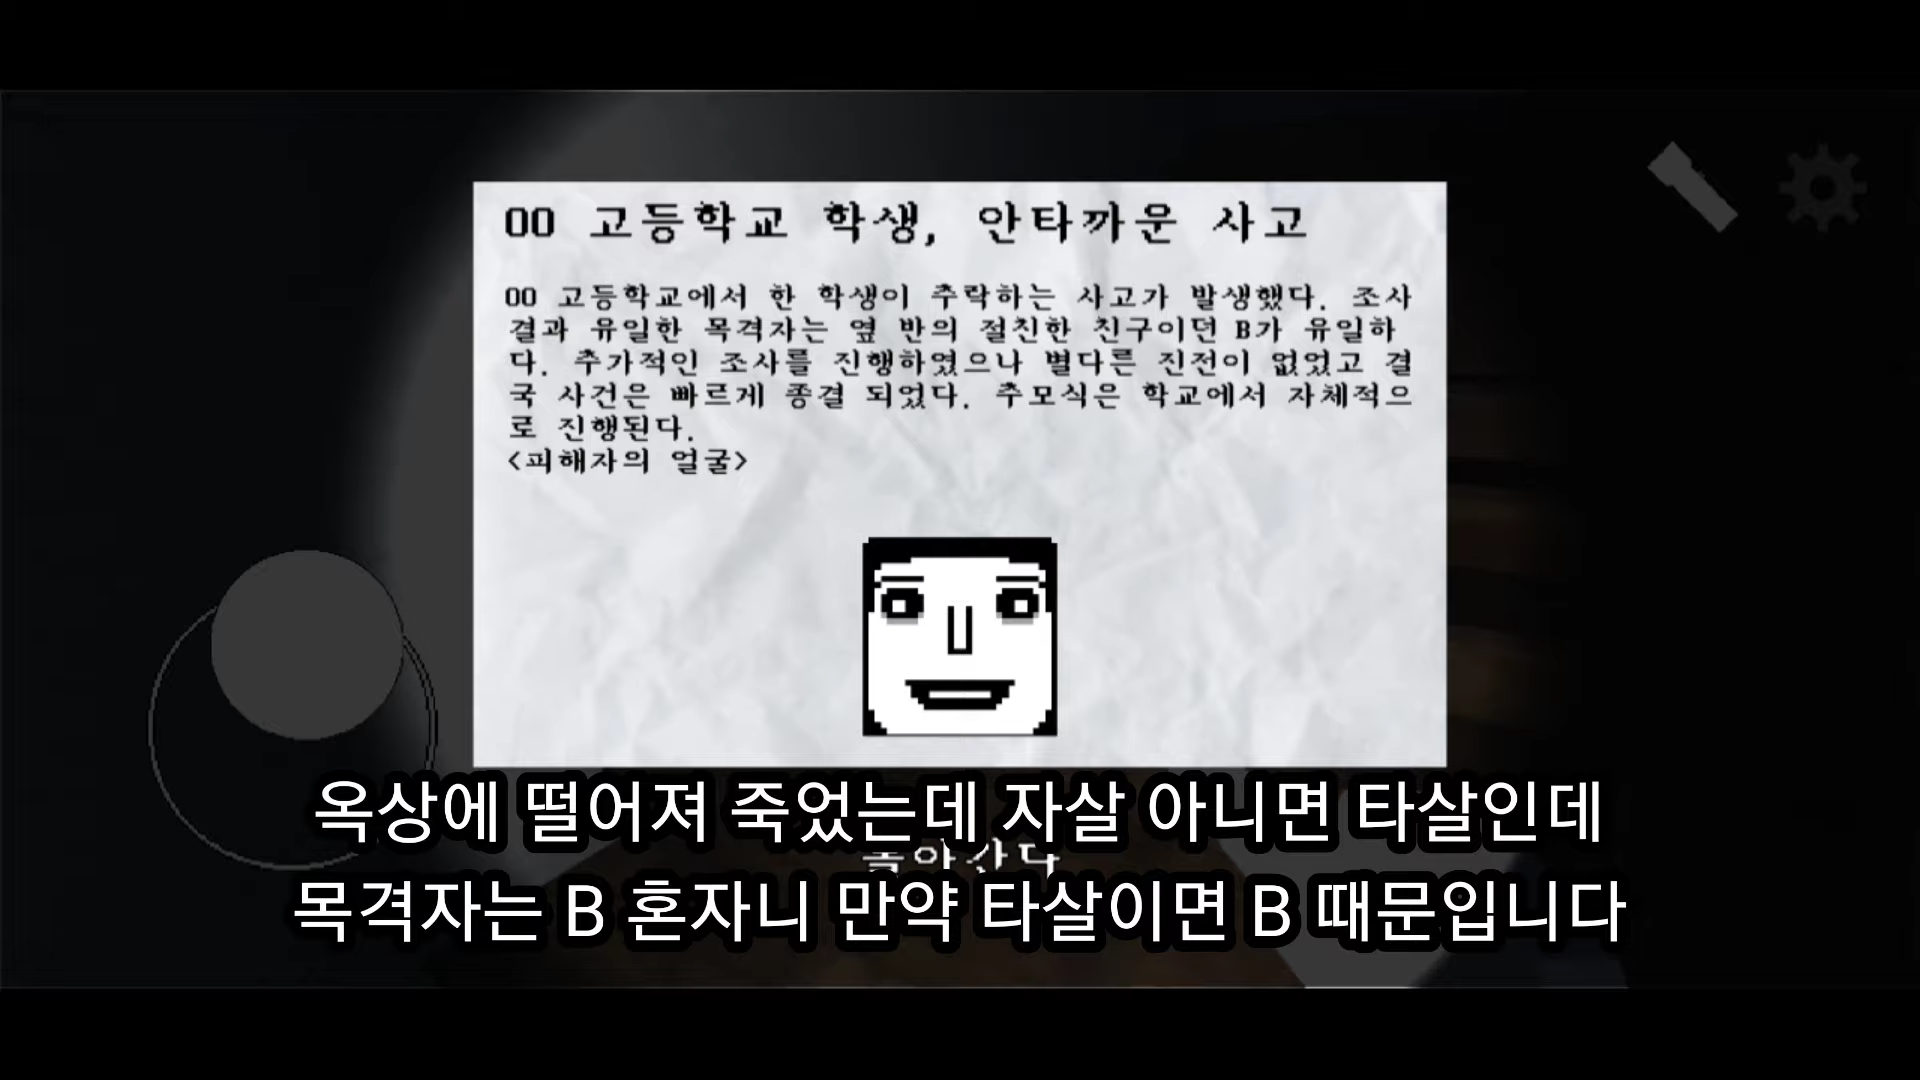 OO 고등학교 학생, 안타까운 사고
OO 고등학교에서 한 학생이 추락하는 사고가 발생했다. 조사
결과 유일한 목격자는 옆 반의 절친한 친구이던 B가 유일하
다. 추가적인 조사를 진행하였으나 별다른 진전이 없었고 결
국 사건은 빠르게 종결 되었다. 추모식은 학교에서 자체적으
로 진행된다.
<피해자의 얼굴>
옥상에 떨어져 죽었는데 자살 아니면 타살인데
돌아간다
목격자는 B 혼자니 만약 타살이면 B 때문입니다